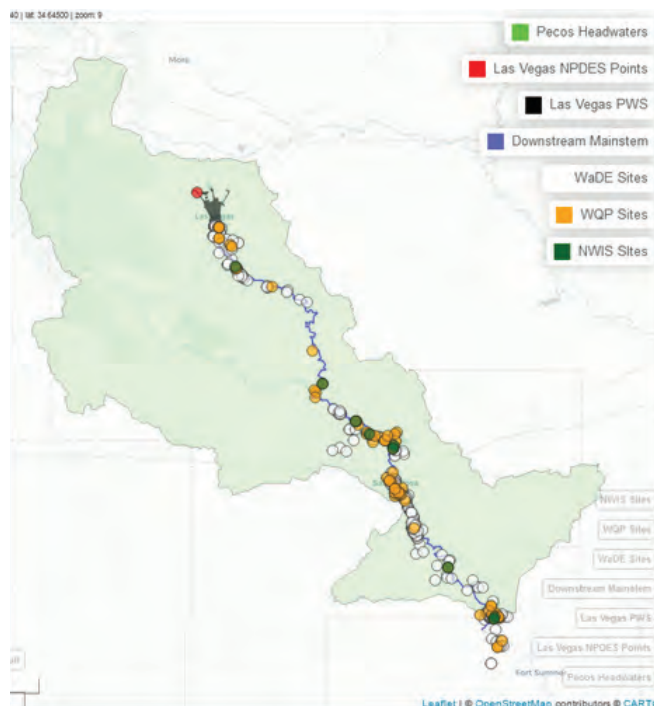 40 | lat: 34.64500 | zoom: 9
Mora
Pecos Headwaters
Las Vegas NPDES Points
Las Vegas PWS
Downstream Mainstem
WaDE Sites
WQP Sites
NWIS SItes
NWIS Sites
WQP Sites
WaDE Sites
Downstream Mainstem
Las Vegas PWS
Las Vegas NPDES Points
Fort Sumner
Pecos Headwaters
Leaflet | © OpenStreetMap contributors © CART